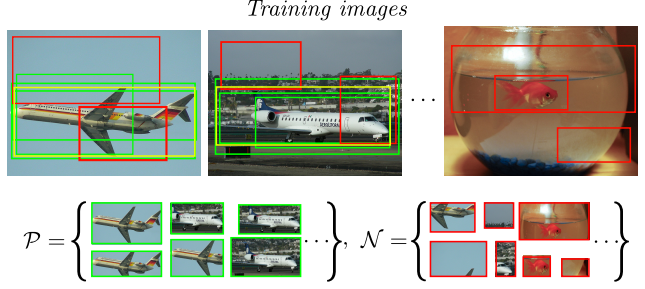 Training images
···
𝒫 = { ··· }, 𝒩 = { ··· }